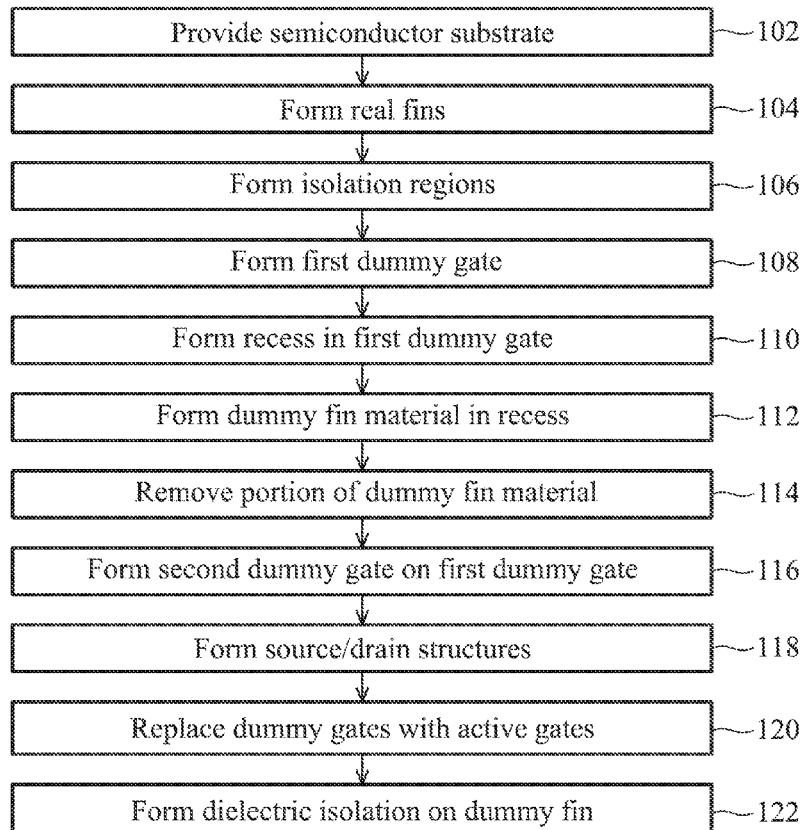 Provide semiconductor substrate 102
Form real fins 104
Form isolation regions 106
Form first dummy gate 108
Form recess in first dummy gate 110
Form dummy fin material in recess 112
Remove portion of dummy fin material 114
Form second dummy gate on first dummy gate 116
Form source/drain structures 118
Replace dummy gates with active gates 120
Form dielectric isolation on dummy fin 122